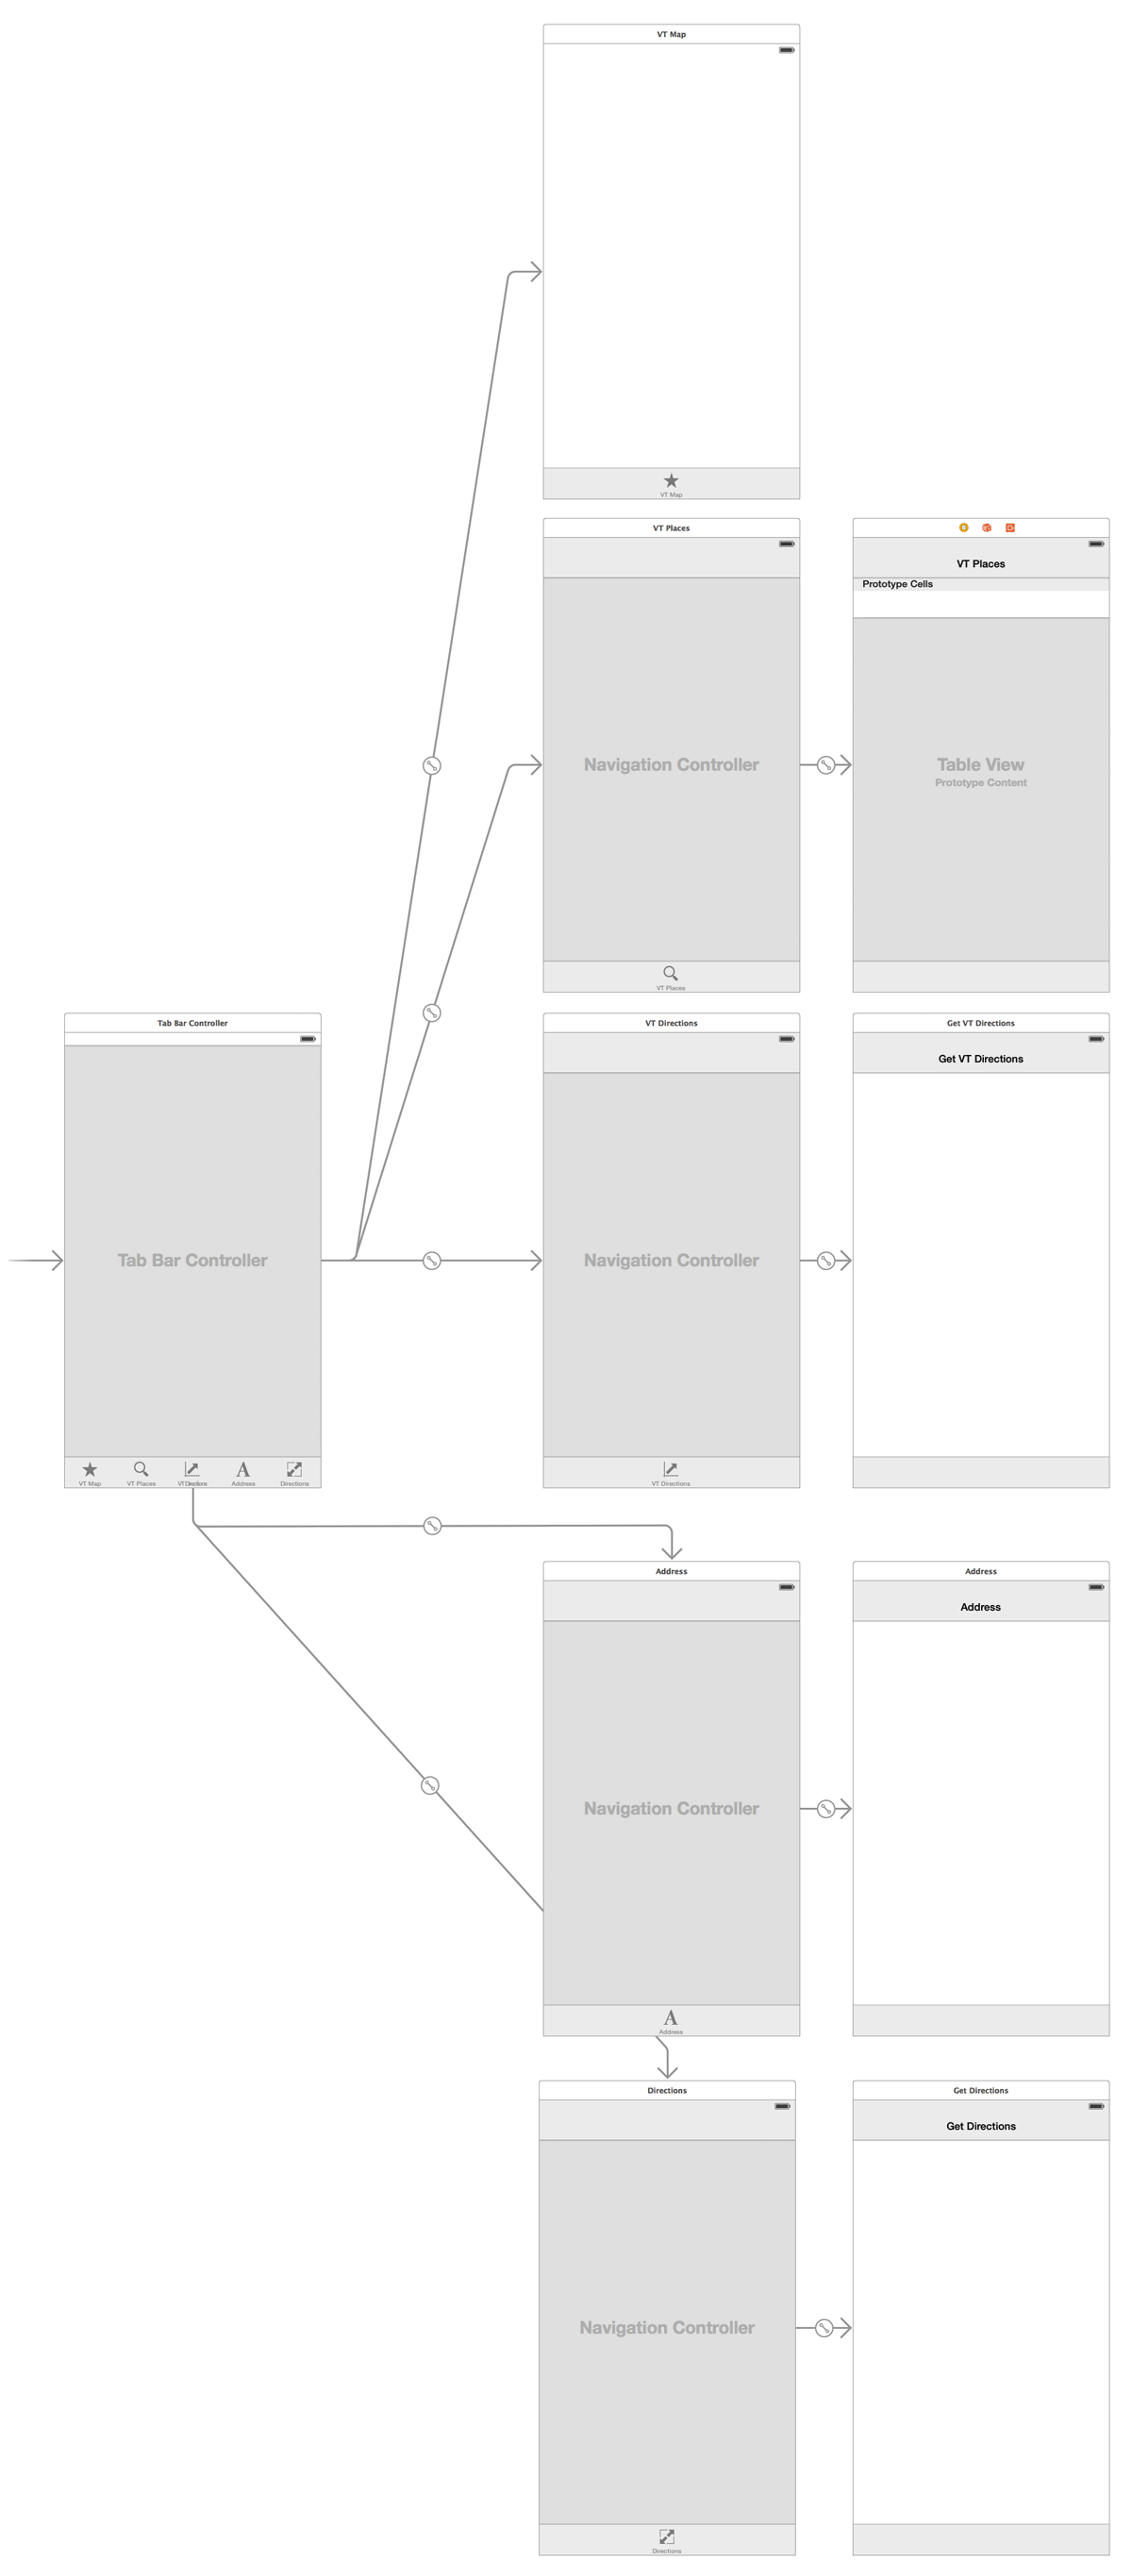 VT Map
VT Map
VT Places
VT Places
Prototype Cells
Navigation Controller
Table View
Prototype Content
VT Places
Tab Bar Controller
Tab Bar Controller
VT Map
VT Places
VT Directions
Address
Directions
VT Directions
Navigation Controller
VT Directions
Get VT Directions
Get VT Directions
Address
Navigation Controller
Address
Address
Address
Directions
Navigation Controller
Directions
Get Directions
Get Directions